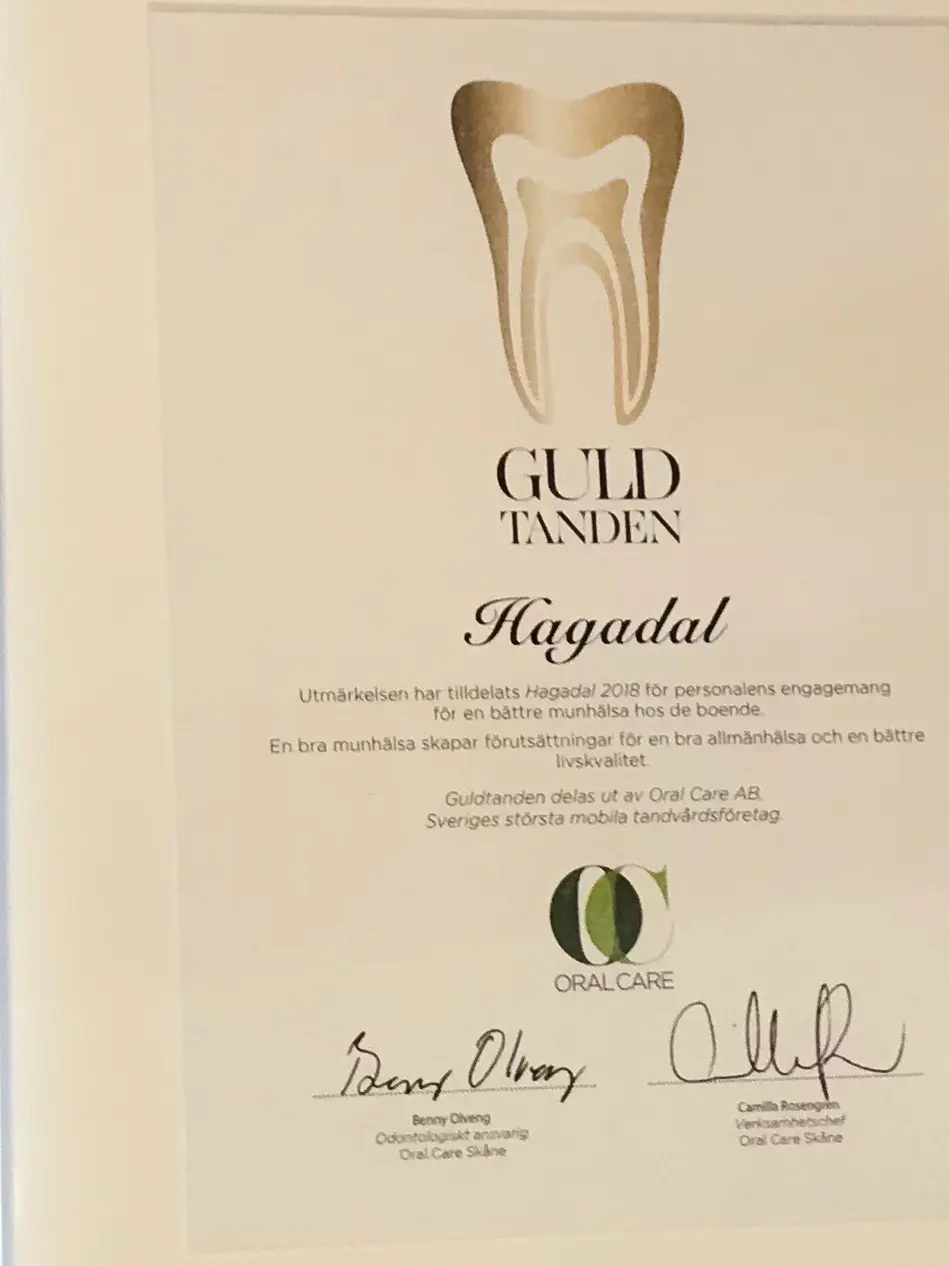 GULD
TANDEN
Hagadal
Utmärkelsen har tilldelats Hagadal 2018 för personalens engagemang
för en bättre munhälsa hos de boende.
En bra munhälsa skapar förutsättningar för en bra allmänhälsa och en bättre
livskvalitet.
Guldtanden delas ut av Oral Care AB,
Sveriges största mobila tandvårdsföretag.
OC
ORAL CARE
Benny Olveng
Benny Olveng
Odontologiskt ansvarig
Oral Care Skåne
Camilla Rosengren
Verksamhetschef
Oral Care Skåne